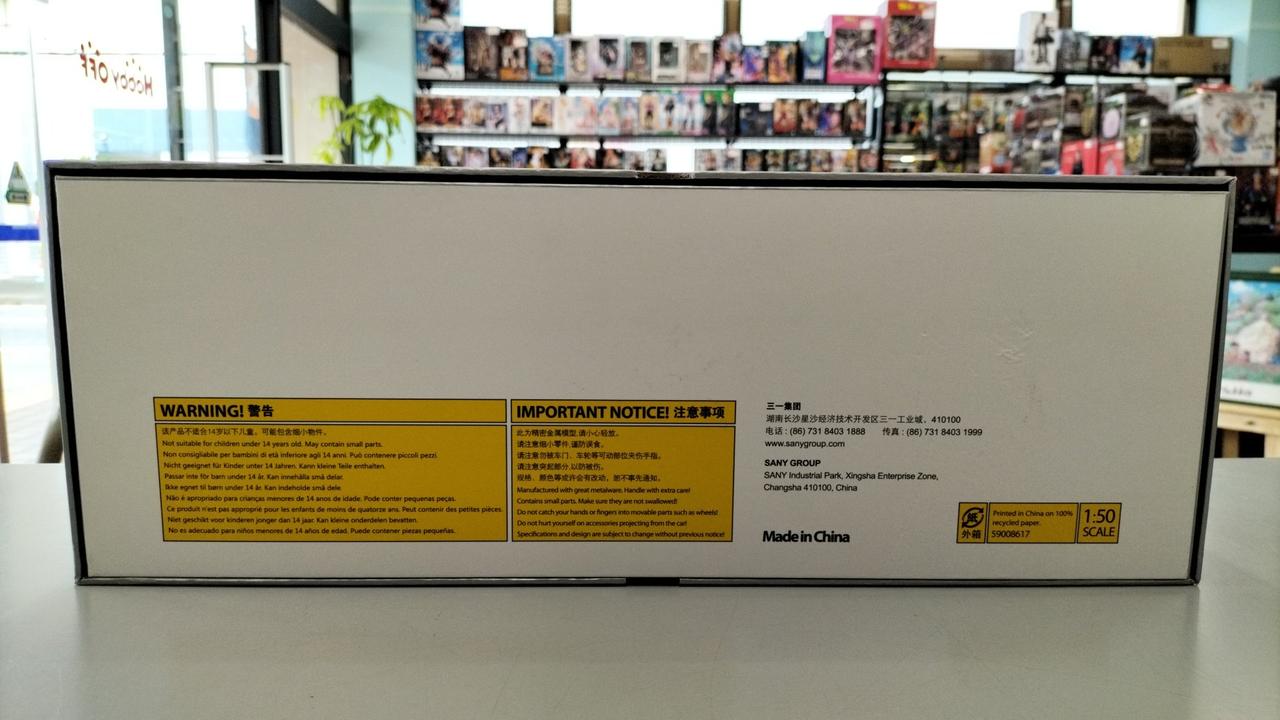 HOBBY OFF
WARNING! 警告
该产品不适合14岁以下儿童。可能包含细小物件。
Not suitable for children under 14 years old. May contain small parts.
Non consigliabile per bambini di età inferiore agli 14 anni. Può contenere piccoli pezzi.
Nicht geeignet für Kinder unter 14 Jahren. Kann kleine Teile enthalten.
Passar inte för barn under 14 år. Kan innehålla små delar.
Ikke egnet til børn under 14 år. Kan indeholde små dele.
Não é apropriado para crianças menores de 14 anos de idade. Pode conter pequenas peças.
Ce produit n'est pas approprié pour les enfants de moins de quatorze ans. Peut contenir des petites pièces.
Niet geschikt voor kinderen jonger dan 14 jaar. Kan kleine onderdelen bevatten.
No es adecuado para niños menores de 14 años de edad. Puede contener piezas pequeñas.
IMPORTANT NOTICE! 注意事项
此为精密金属模型,请小心轻放。
请注意细小零件,谨防误食。
请注意勿被车门、车轮等可动部位夹伤手指。
请注意突起部分,以防被伤。
规格、颜色等或许会有改动，恕不事先通知。
Manufactured with great metalware. Handle with extra care!
Contains small parts. Make sure they are not swallowed!
Do not catch your hands or fingers into movable parts such as wheels!
Do not hurt yourself on accessories projecting from the car!
Specifications and design are subject to change without previous notice!
三一集团
湖南长沙星沙经济技术开发区三一工业城，410100
电话 : (86) 731 8403 1888 传真 : (86) 731 8403 1999
www.sanygroup.com
SANY GROUP
SANY Industrial Park, Xingsha Enterprise Zone,
Changsha 410100, China
Made in China
纸
外箱
Printed in China on 100%
recycled paper.
S9008617
1:50
SCALE